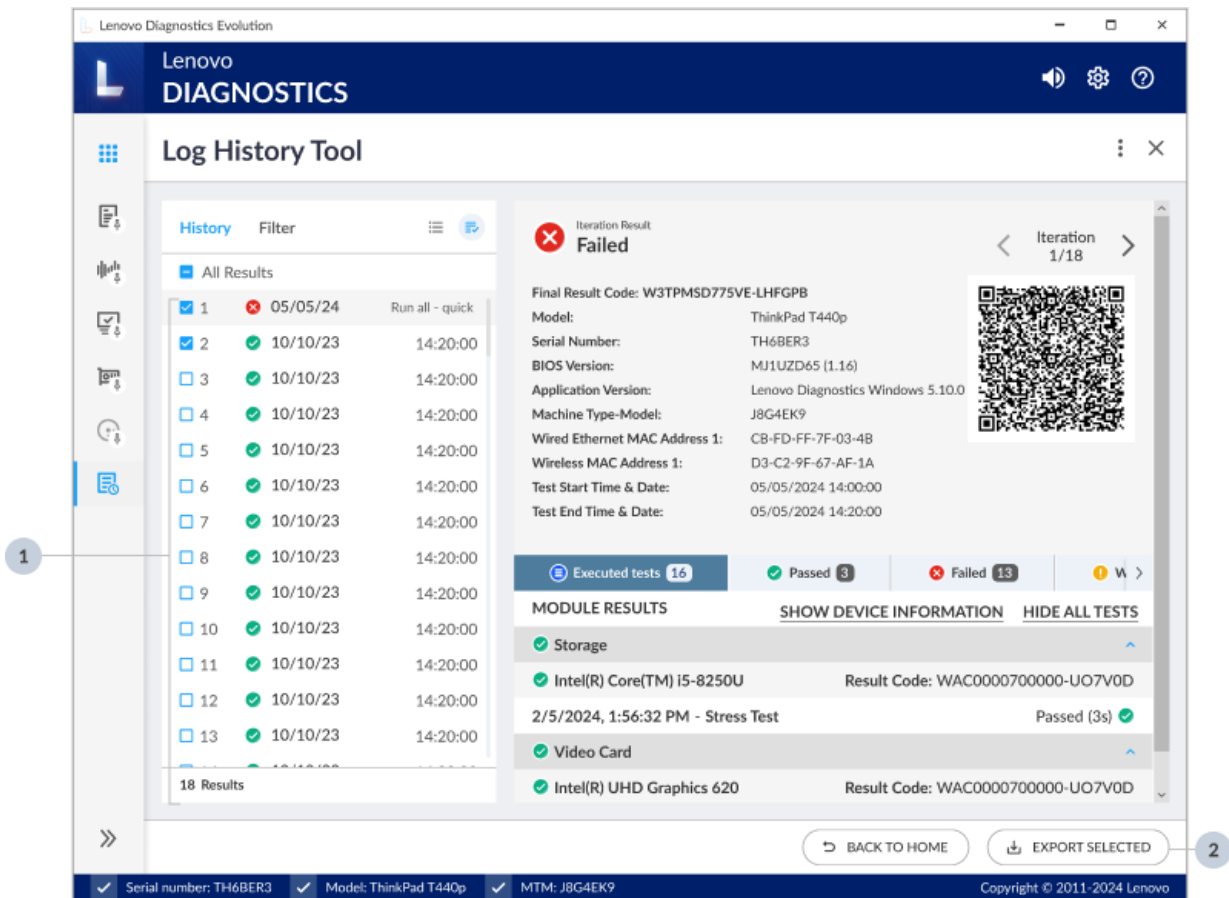 Lenovo Diagnostics Evolution
Lenovo
DIAGNOSTICS
Log History Tool
History Filter
All Results
1 05/05/24 Run all - quick
2 10/10/23 14:20:00
3 10/10/23 14:20:00
4 10/10/23 14:20:00
5 10/10/23 14:20:00
6 10/10/23 14:20:00
7 10/10/23 14:20:00
8 10/10/23 14:20:00
9 10/10/23 14:20:00
10 10/10/23 14:20:00
11 10/10/23 14:20:00
12 10/10/23 14:20:00
13 10/10/23 14:20:00
18 Results
Iteration Result
Failed
Iteration
1/18
Final Result Code: W3TPMSD775VE-LHFGPB
Model: ThinkPad T440p
Serial Number: TH6BER3
BIOS Version: MJ1UZD65 (1.16)
Application Version: Lenovo Diagnostics Windows 5.10.0
Machine Type-Model: J8G4EK9
Wired Ethernet MAC Address 1: CB-FD-FF-7F-03-4B
Wireless MAC Address 1: D3-C2-9F-67-AF-1A
Test Start Time & Date: 05/05/2024 14:00:00
Test End Time & Date: 05/05/2024 14:20:00
Executed tests 16 Passed 3 Failed 13
MODULE RESULTS SHOW DEVICE INFORMATION HIDE ALL TESTS
Storage
Intel(R) Core(TM) i5-8250U Result Code: WAC0000700000-UO7V0D
2/5/2024, 1:56:32 PM - Stress Test Passed (3s)
Video Card
Intel(R) UHD Graphics 620 Result Code: WAC0000700000-UO7V0D
BACK TO HOME EXPORT SELECTED
Serial number: TH6BER3 Model: ThinkPad T440p MTM: J8G4EK9 Copyright © 2011-2024 Lenovo
1
2